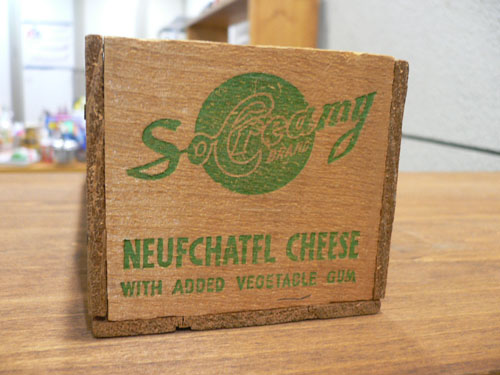 So Creamy
BRAND
NEUFCHATEL CHEESE
WITH ADDED VEGETABLE GUM